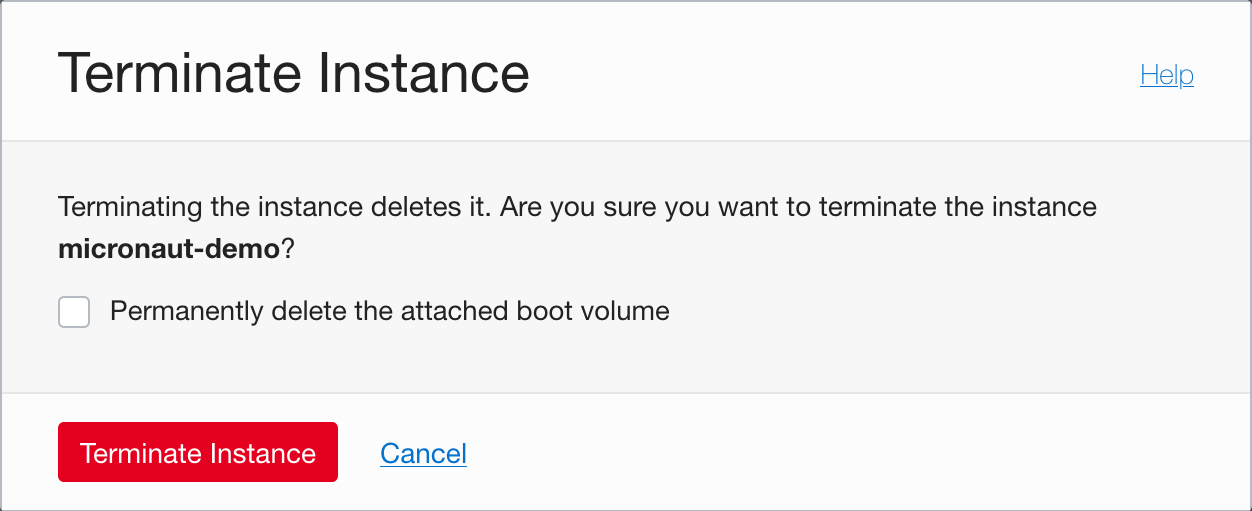 Terminate Instance
Help
Terminating the instance deletes it. Are you sure you want to terminate the instance
micronaut-demo?
Permanently delete the attached boot volume
Terminate Instance
Cancel